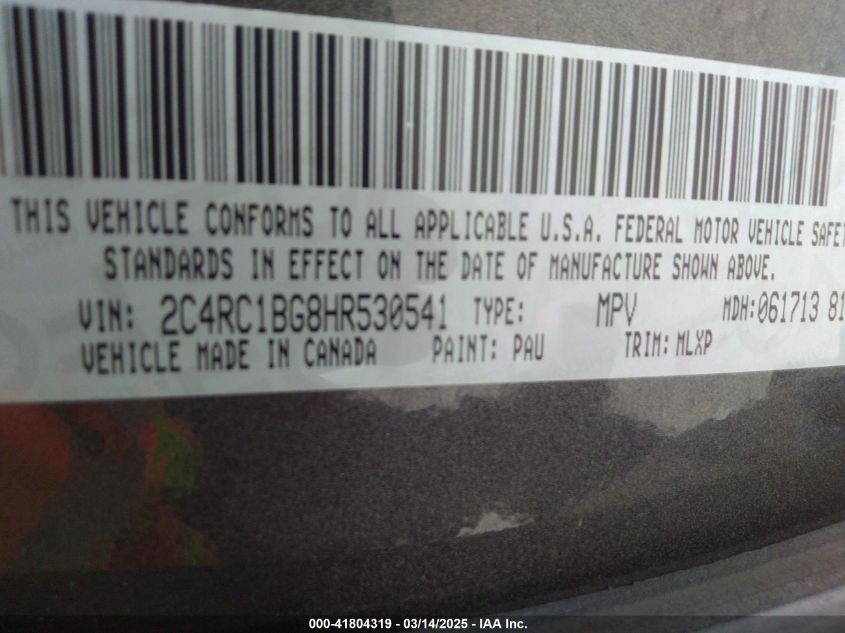 THIS VEHICLE CONFORMS TO ALL APPLICABLE U.S.A. FEDERAL MOTOR VEHICLE SAFET
STANDARDS IN EFFECT ON THE DATE OF MANUFACTURE SHOWN ABOVE.
VIN: 2C4RC1BG8HR530541 TYPE: MPV MDH:061713 81
VEHICLE MADE IN CANADA PAINT: PAU TRIM: MLXP
000-41804319 - 03/14/2025 - IAA Inc.